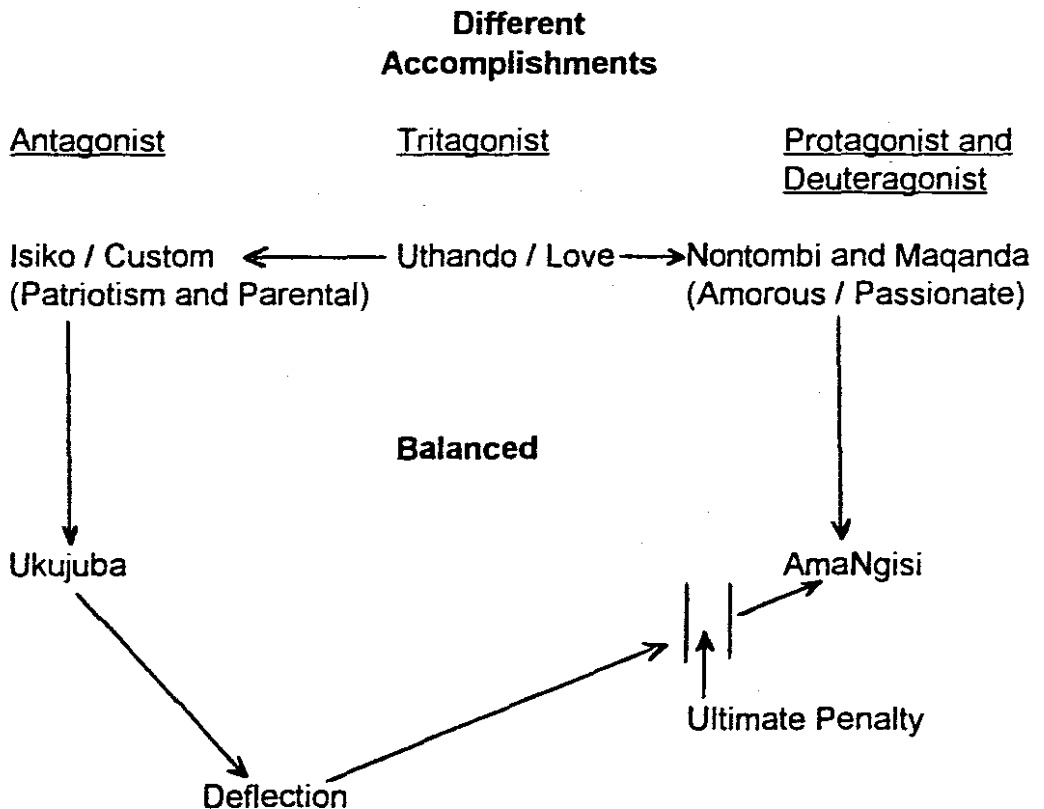 Different
Accomplishments
Antagonist
Tritagonist
Protagonist and
Deuteragonist
Isiko / Custom
(Patriotism and Parental)
Uthando / Love
Nontombi and Maqanda
(Amorous / Passionate)
Balanced
Ukujuba
AmaNgisi
Ultimate Penalty
Deflection